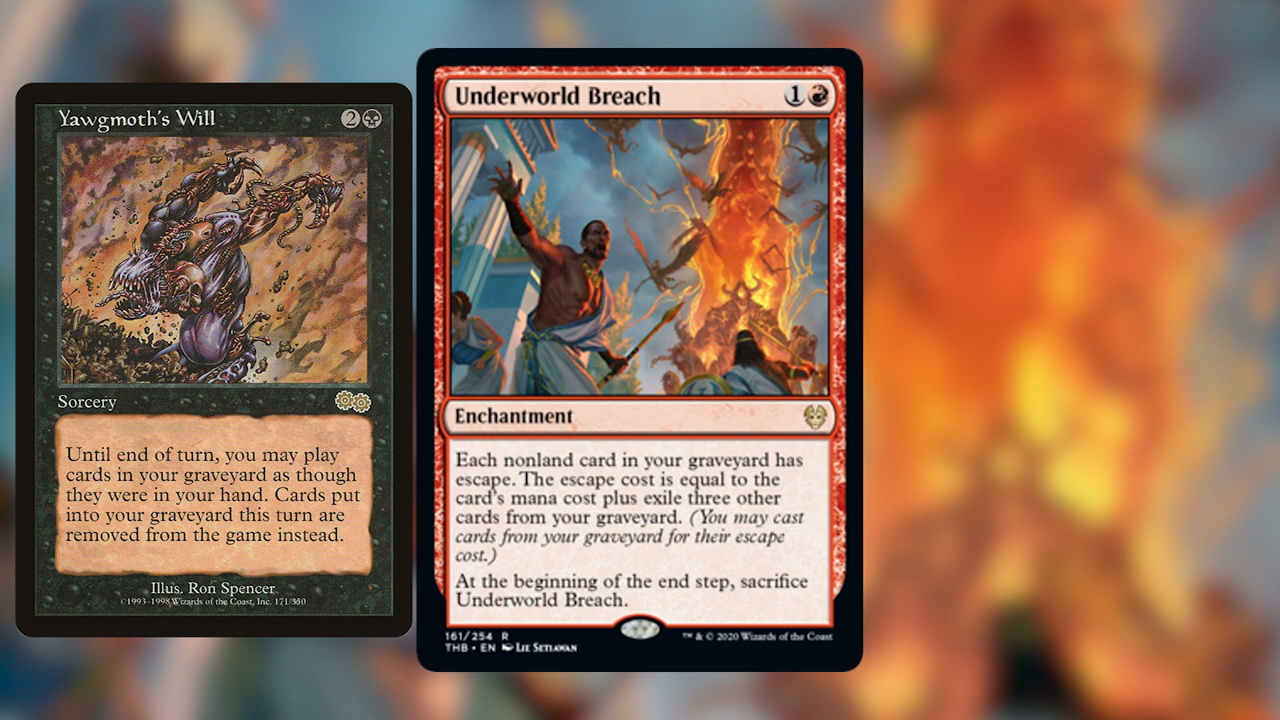 Yawgmoth's Will 2
Sorcery
Until end of turn, you may play
cards in your graveyard as though
they were in your hand. Cards put
into your graveyard this turn are
removed from the game instead.
Illus. Ron Spencer
©1993-1998 Wizards of the Coast, Inc. 171/350
Underworld Breach 1
Enchantment
Each nonland card in your graveyard has
escape. The escape cost is equal to the
card's mana cost plus exile three other
cards from your graveyard. (You may cast
cards from your graveyard for their escape
cost.)
At the beginning of the end step, sacrifice
Underworld Breach.
161/254 R
THB • EN Lie Setiawan
™ & © 2020 Wizards of the Coast